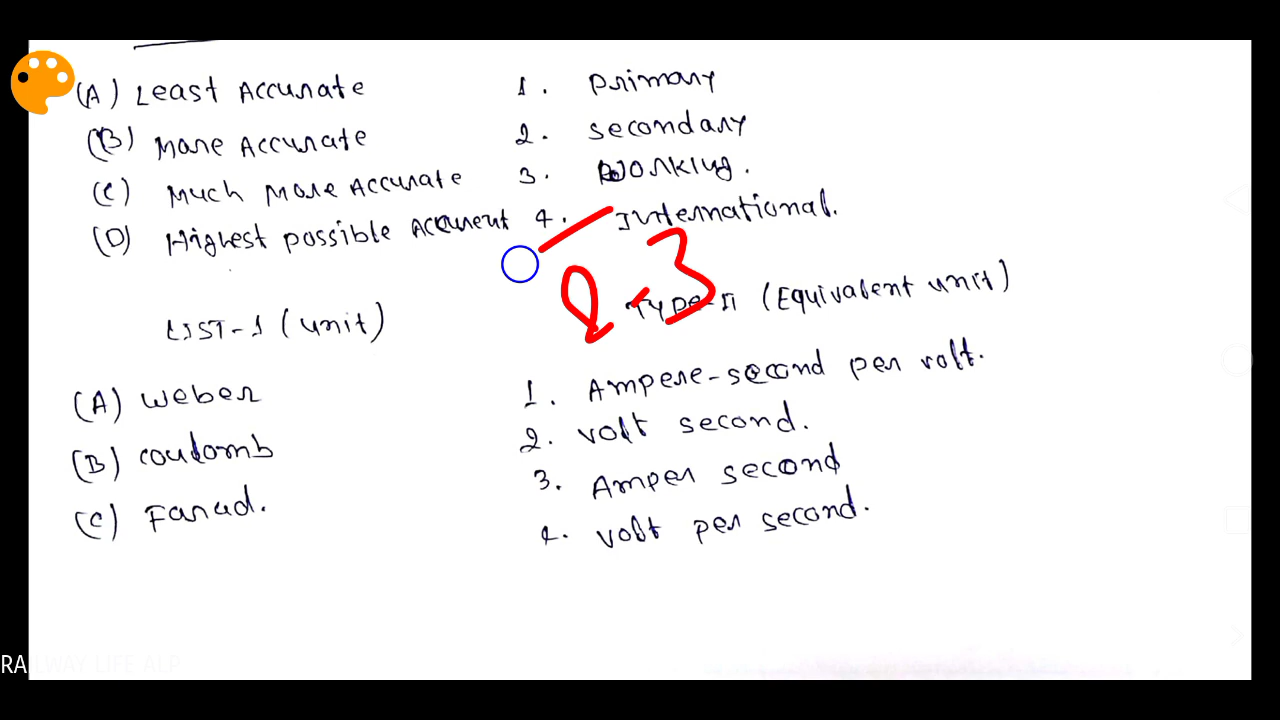 (A) Least Accurate 1. Primary
(B) More Accurate 2. secondary
(C) Much More Accurate 3. working.
(D) Highest possible Accurent 4. International.
2 3
LIST-I (unit) Type-II (Equivalent unit)
(A) weber 1. Ampere-second per volt.
(B) coulomb 2. volt second.
(C) Farad. 3. Amper second
4. volt per second.
RAILWAY LIFE ALP